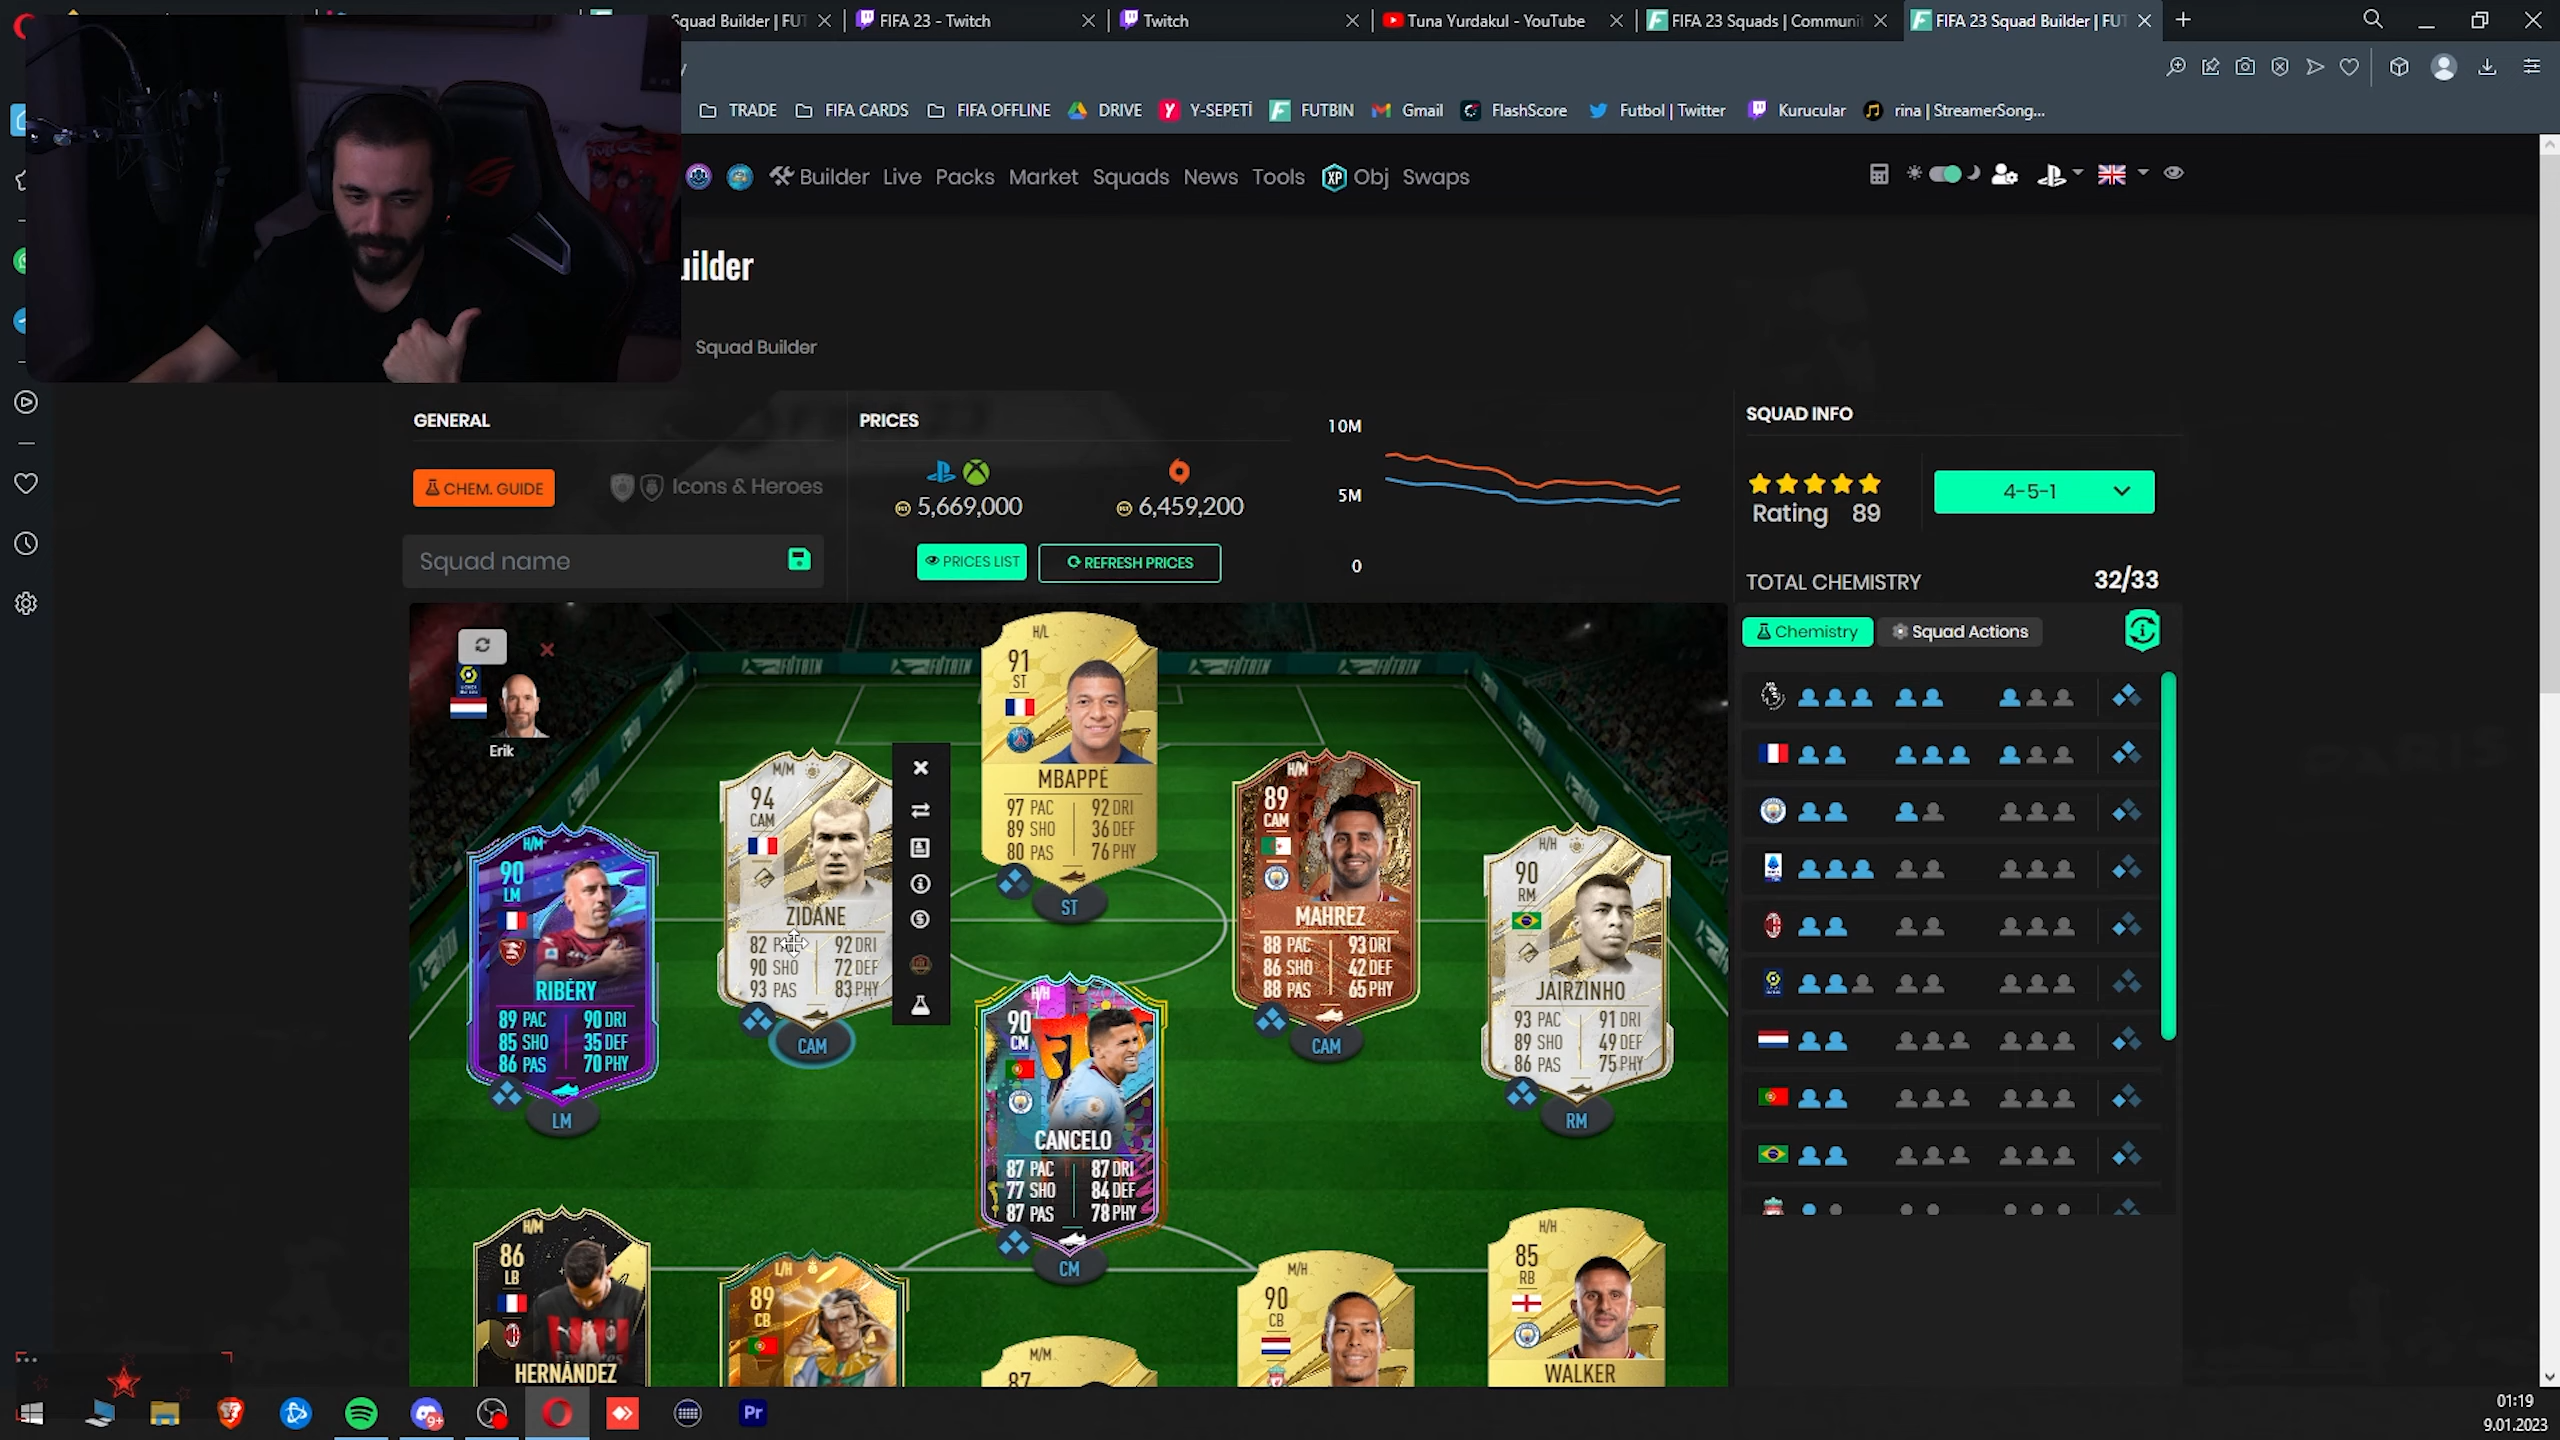 Squad Builder | FUT
FIFA 23 - Twitch
Twitch
Tuna Yurdakul - YouTube
FIFA 23 Squads | Communi
FIFA 23 Squad Builder | FUT
TRADE
FIFA CARDS
FIFA OFFLINE
DRIVE
Y-SEPETİ
FUTBIN
Gmail
FlashScore
Futbol | Twitter
Kurucular
rina | StreamerSong...
Builder
Live
Packs
Market
Squads
News
Tools
XP Obj
Swaps
uilder
Squad Builder
GENERAL
CHEM. GUIDE
Icons & Heroes
Squad name
PRICES
5,669,000
6,459,200
PRICES LIST
REFRESH PRICES
10M
5M
0
SQUAD INFO
Rating 89
4-5-1
TOTAL CHEMISTRY
32/33
Chemistry
Squad Actions
Erik
H/L
91
ST
MBAPPÉ
97 PAC 92 DRI
89 SHO 36 DEF
80 PAS 76 PHY
ST
M/M
94
CAM
ZIDANE
82 92 DRI
90 SHO 72 DEF
93 PAS 83 PHY
CAM
H/M
89
CAM
MAHREZ
88 PAC 93 DRI
86 SHO 42 DEF
88 PAS 65 PHY
CAM
H/M
90
LM
RIBÉRY
89 PAC 90 DRI
85 SHO 35 DEF
86 PAS 70 PHY
LM
H/H
90
RM
JAIRZINHO
93 PAC 91 DRI
89 SHO 49 DEF
86 PAS 75 PHY
RM
H/H
90
CM
CANCELO
87 PAC 87 DRI
77 SHO 84 DEF
87 PAS 78 PHY
CM
H/M
86
LB
HERNÁNDEZ
L/H
89
CB
M/M
87
M/H
90
CB
H/H
85
RB
WALKER
9+
Pr
01:19
9.01.2023